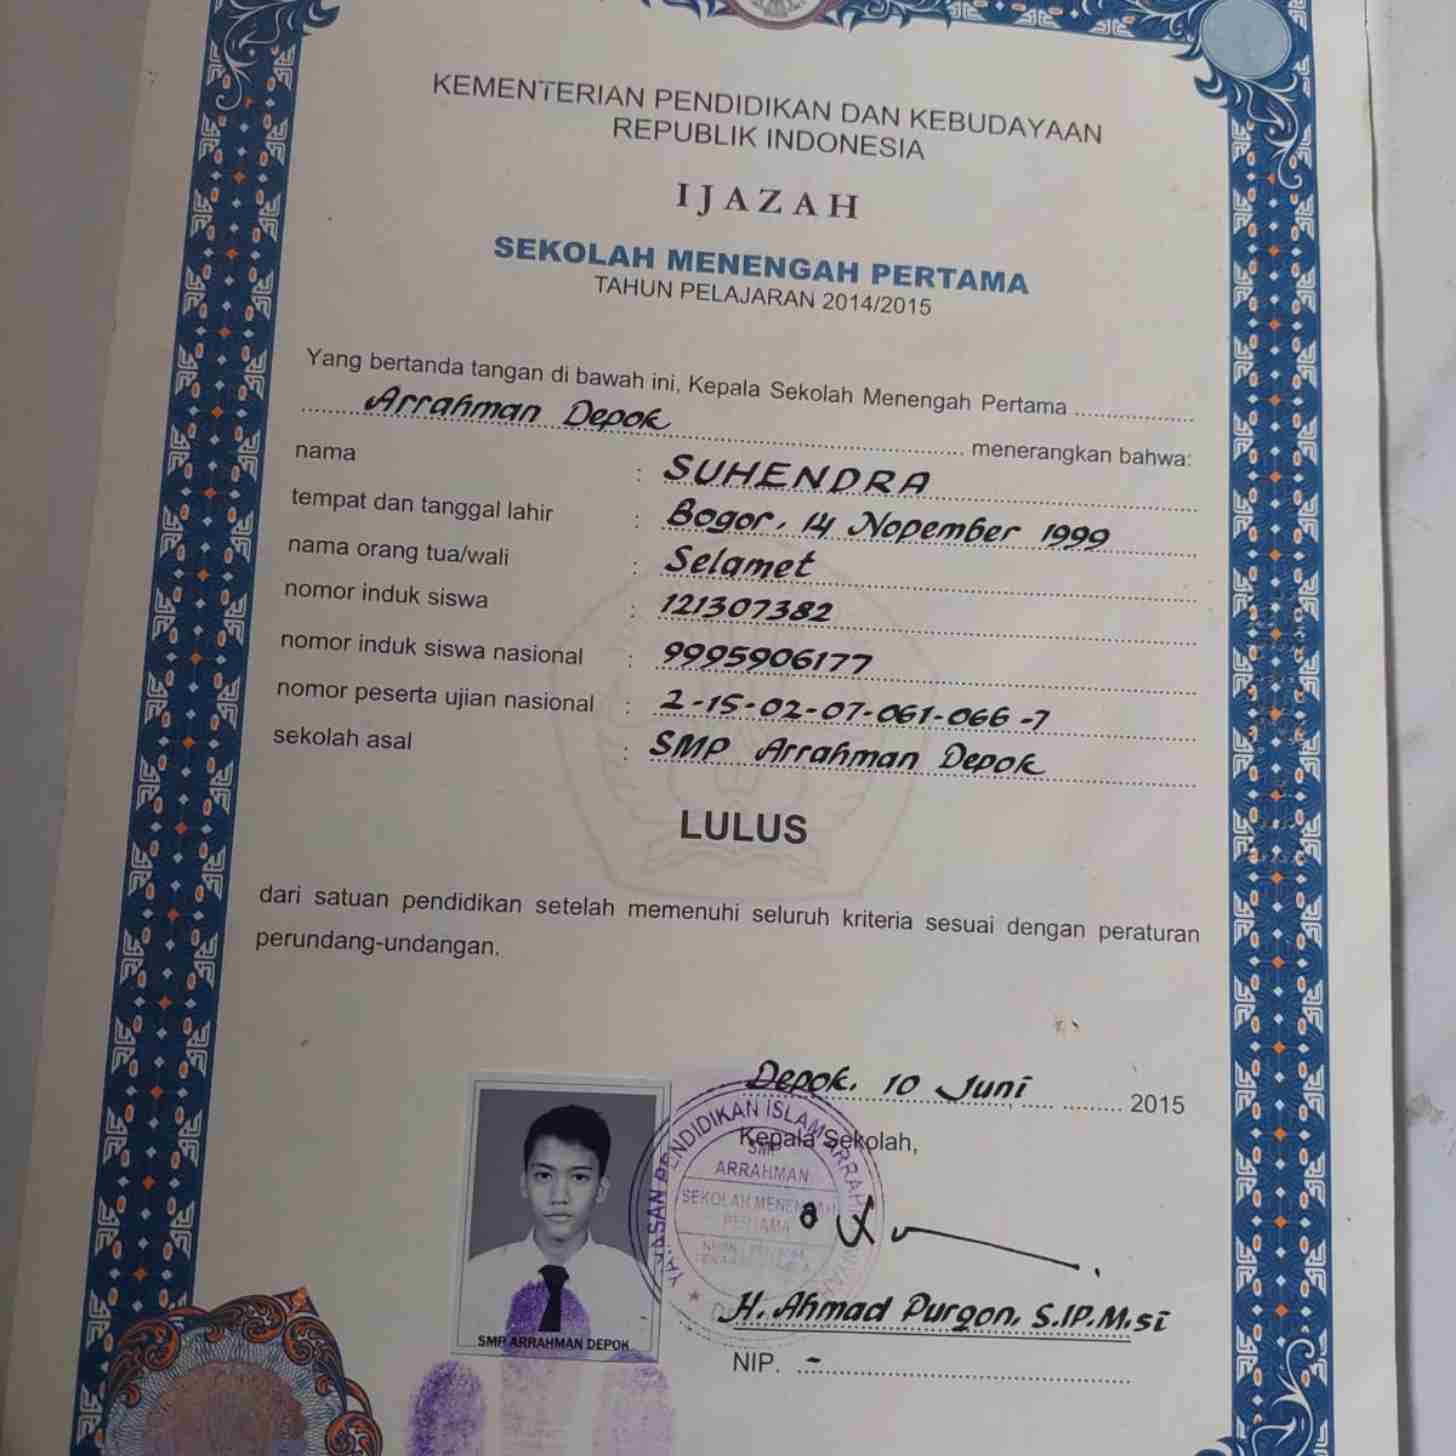 KEMENTERIAN PENDIDIKAN DAN KEBUDAYAAN
REPUBLIK INDONESIA
IJAZAH
SEKOLAH MENENGAH PERTAMA
TAHUN PELAJARAN 2014/2015
Yang bertanda tangan di bawah ini, Kepala Sekolah Menengah Pertama
Arrahman Depok menerangkan bahwa:
nama : SUHENDRA
tempat dan tanggal lahir : Bogor, 14 Nopember 1999
nama orang tua/wali : Selamet
nomor induk siswa : 121307382
nomor induk siswa nasional : 9995906177
nomor peserta ujian nasional : 2-15-02-07-061-066-7
sekolah asal : SMP Arrahman Depok
LULUS
dari satuan pendidikan setelah memenuhi seluruh kriteria sesuai dengan peraturan
perundang-undangan.
Depok, 10 Juni 2015
Kepala Sekolah,
YAYASAN PENDIDIKAN ISLAM ARRAHMAN
SMP
ARRAHMAN
SEKOLAH MENENGAH
PERTAMA
H. Ahmad Purgon, S.IP.M.si
NIP. -
SMP ARRAHMAN DEPOK